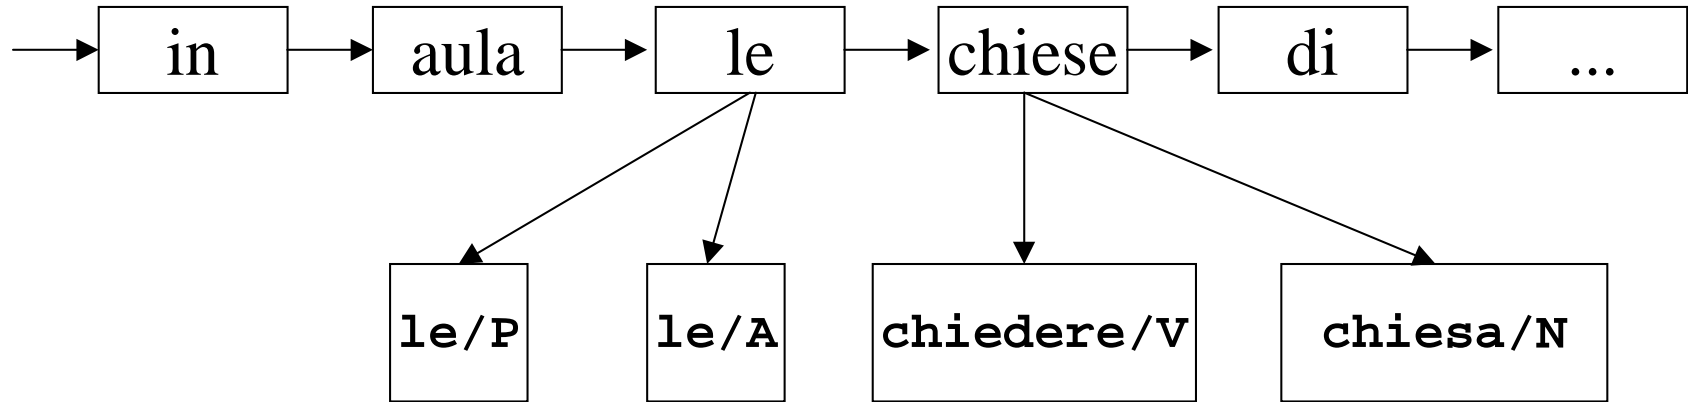 in aula le chiese di ...
le/P le/A chiedere/V chiesa/N